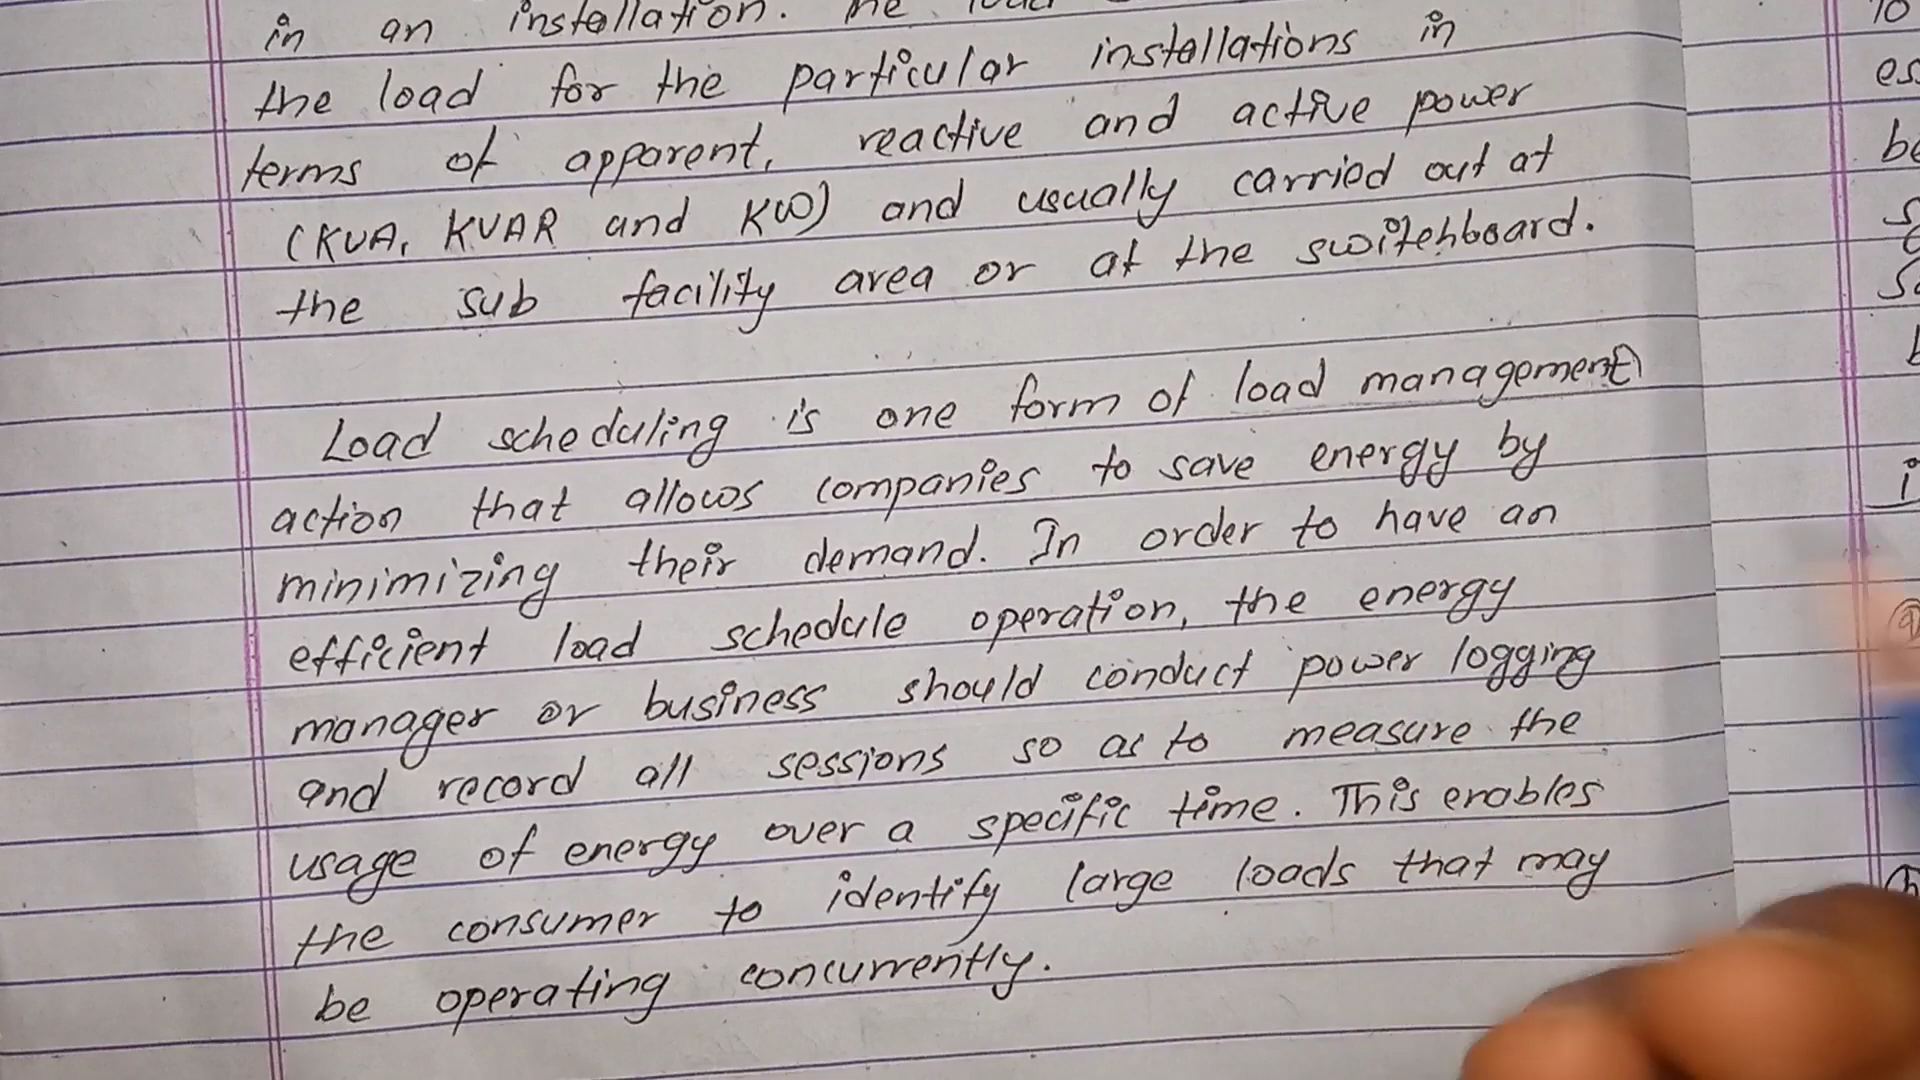 in an installation. The load
the load for the particular installations in
terms of apparent, reactive and active power
(KVA, KVAR and KW) and usually carried out at
the sub facility area or at the switchboard.
Load scheduling is one form of load management
action that allows companies to save energy by
minimizing their demand. In order to have an
efficient load schedule operation, the energy
manager or business should conduct power logging
and record all sessions so as to measure the
usage of energy over a specific time. This enables
the consumer to identify large loads that may
be operating concurrently.